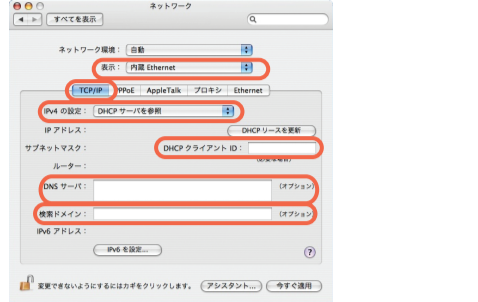 ネットワーク
すべてを表示
ネットワーク環境： 自動
表示： 内蔵 Ethernet
TCP/IP PPPoE AppleTalk プロキシ Ethernet
IPv4 の設定： DHCP サーバを参照
IP アドレス： DHCP リースを更新
サブネットマスク： DHCP クライアント ID：
ルーター： (必要な場合)
DNS サーバ： (オプション)
検索ドメイン： (オプション)
IPv6 アドレス：
IPv6 を設定... ?
変更できないようにするにはカギをクリックします。 アシスタント... 今すぐ適用